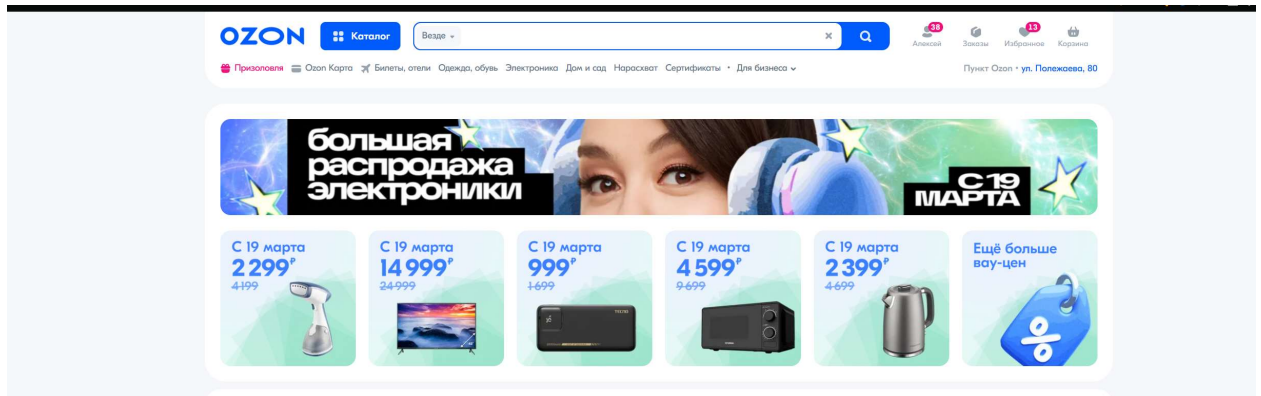 OZON
Каталог
Везде
38
Алексей
Заказы
13
Избранное
Корзина
Призоловля
Ozon Карта
Билеты, отели
Одежда, обувь
Электроника
Дом и сад
Нарасхват
Сертификаты
•
Для бизнеса
Пункт Ozon • ул. Полежаева, 80
большая
распродажа
электроники
С 19
МАРТА
С 19 марта
2 299₽
4 199
С 19 марта
14 999₽
24 999
С 19 марта
999₽
1 699
С 19 марта
4 599₽
9 699
С 19 марта
2 399₽
4 699
Ещё больше
вау-цен
%